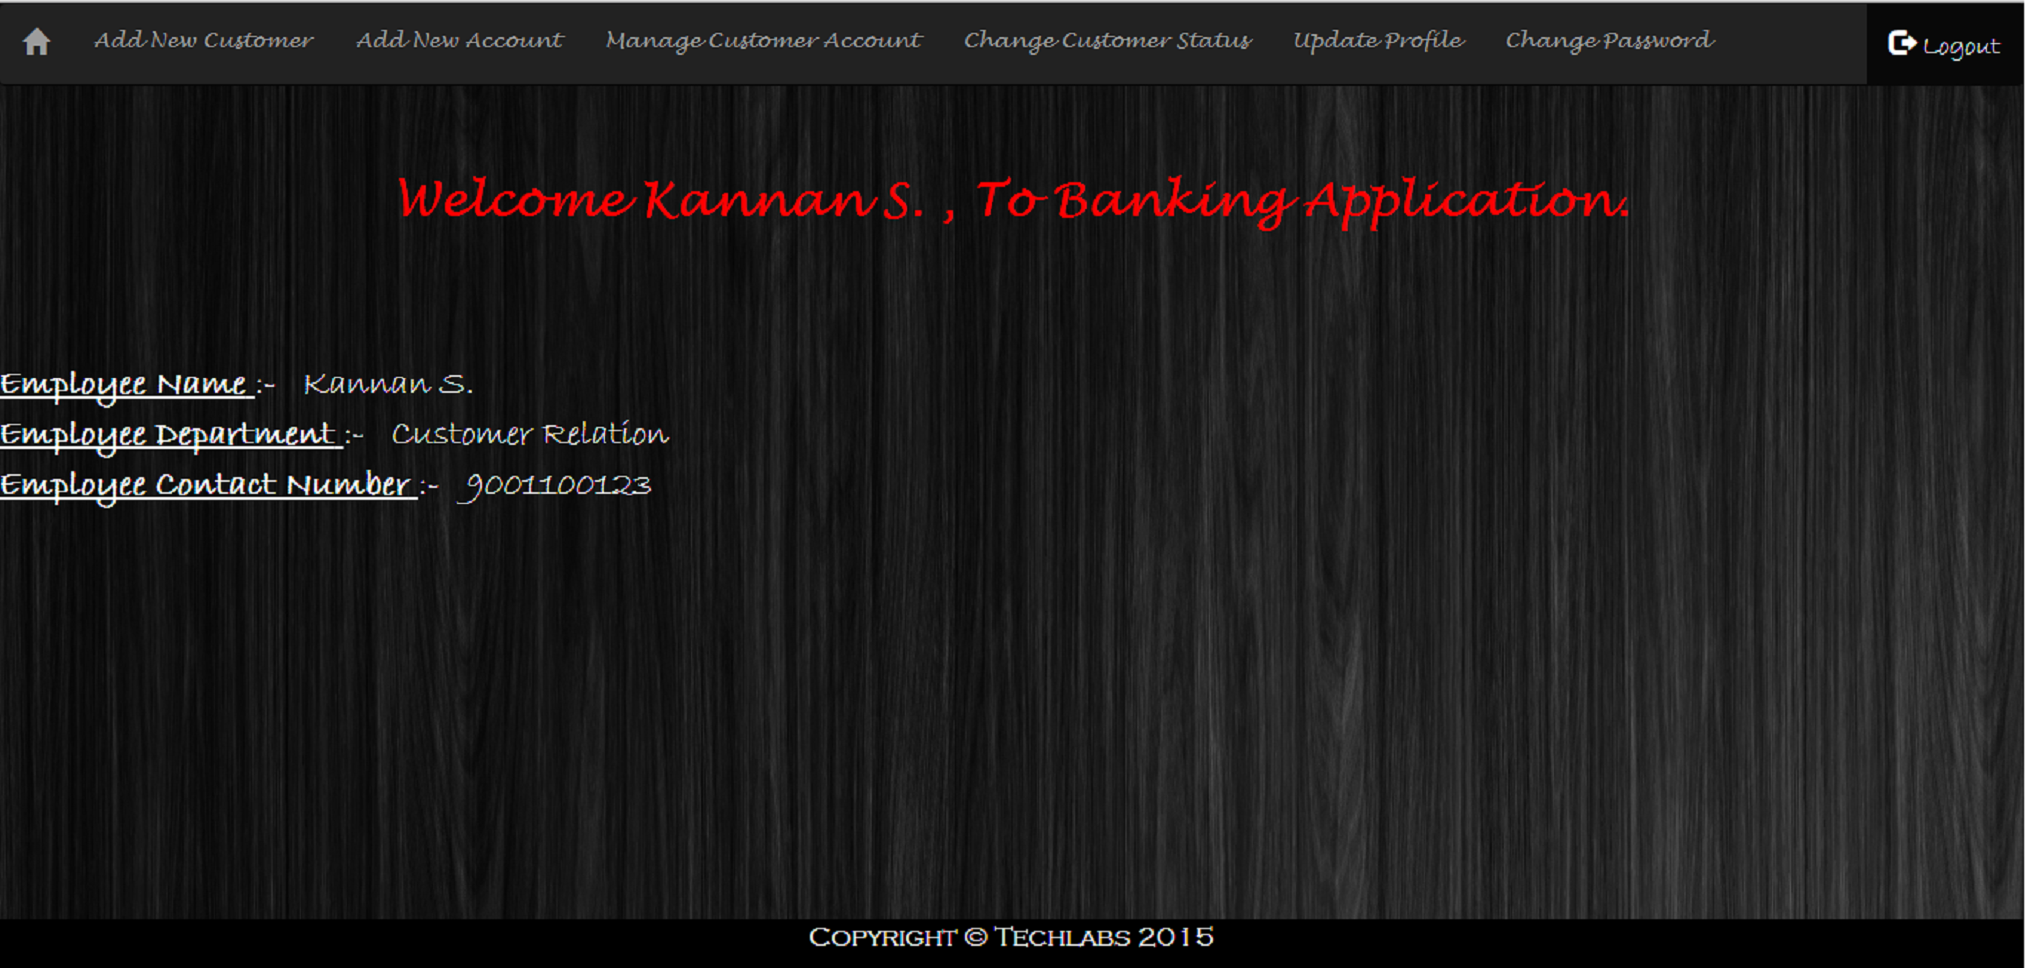 Add New Customer Add New Account Manage Customer Account Change Customer Status Update Profile Change Password Logout
Welcome Kannan S. , To Banking Application.
Employee Name :- Kannan S.
Employee Department :- Customer Relation
Employee Contact Number :- 9001100123
COPYRIGHT © TECHLABS 2015